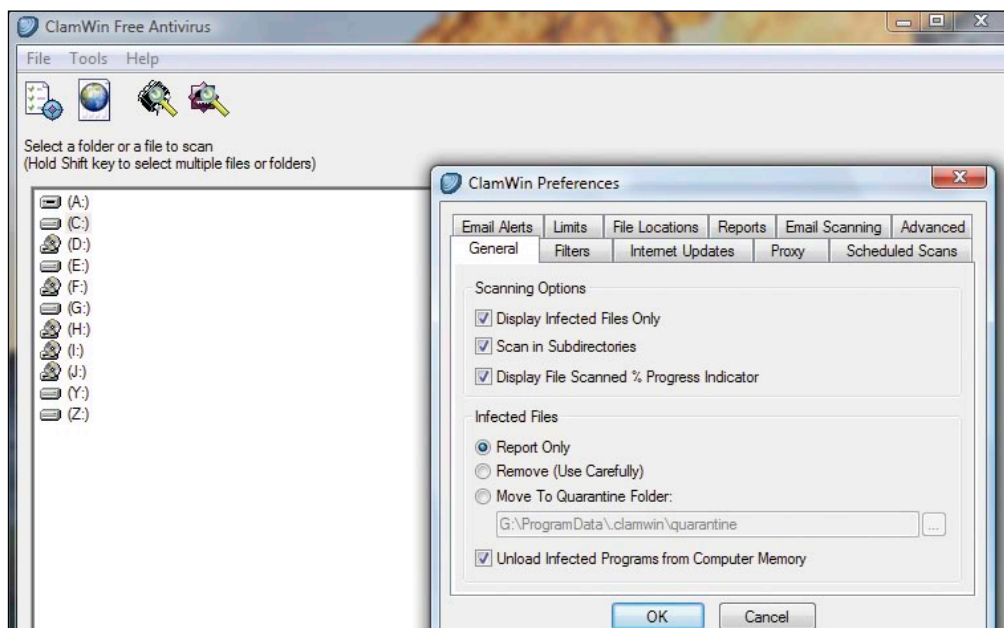 ClamWin Free Antivirus
File Tools Help
Select a folder or a file to scan
(Hold Shift key to select multiple files or folders)
(A:)
(C:)
(D:)
(E:)
(F:)
(G:)
(H:)
(I:)
(J:)
(Y:)
(Z:)
ClamWin Preferences
Email Alerts Limits File Locations Reports Email Scanning Advanced
General Filters Internet Updates Proxy Scheduled Scans
Scanning Options
Display Infected Files Only
Scan in Subdirectories
Display File Scanned % Progress Indicator
Infected Files
Report Only
Remove (Use Carefully)
Move To Quarantine Folder:
G:\ProgramData\.clamwin\quarantine
...
Unload Infected Programs from Computer Memory
OK Cancel